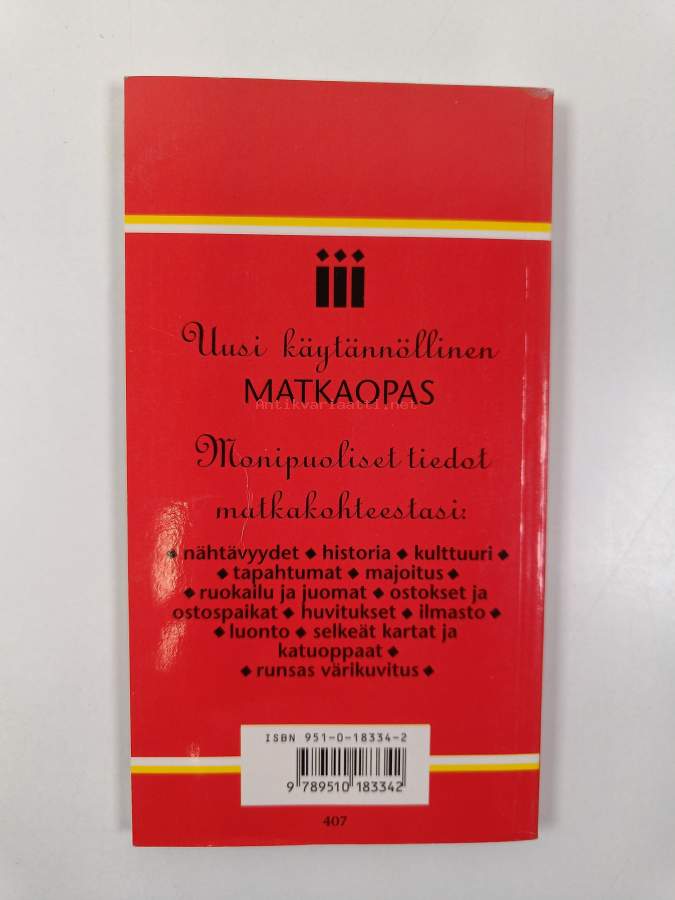 iii
Uusi käytännöllinen
MATKAOPAS
Antikvariaatti.net
Monipuoliset tiedot
matkakohteestasi:
◆ nähtävyydet ◆ historia ◆ kulttuuri ◆
◆ tapahtumat ◆ majoitus ◆
◆ ruokailu ja juomat ◆ ostokset ja
ostospaikat ◆ huvitukset ◆ ilmasto ◆
◆ luonto ◆ selkeät kartat ja
katuoppaat ◆
◆ runsas värikuvitus ◆
ISBN 951-0-18334-2
9 789510 183342
407